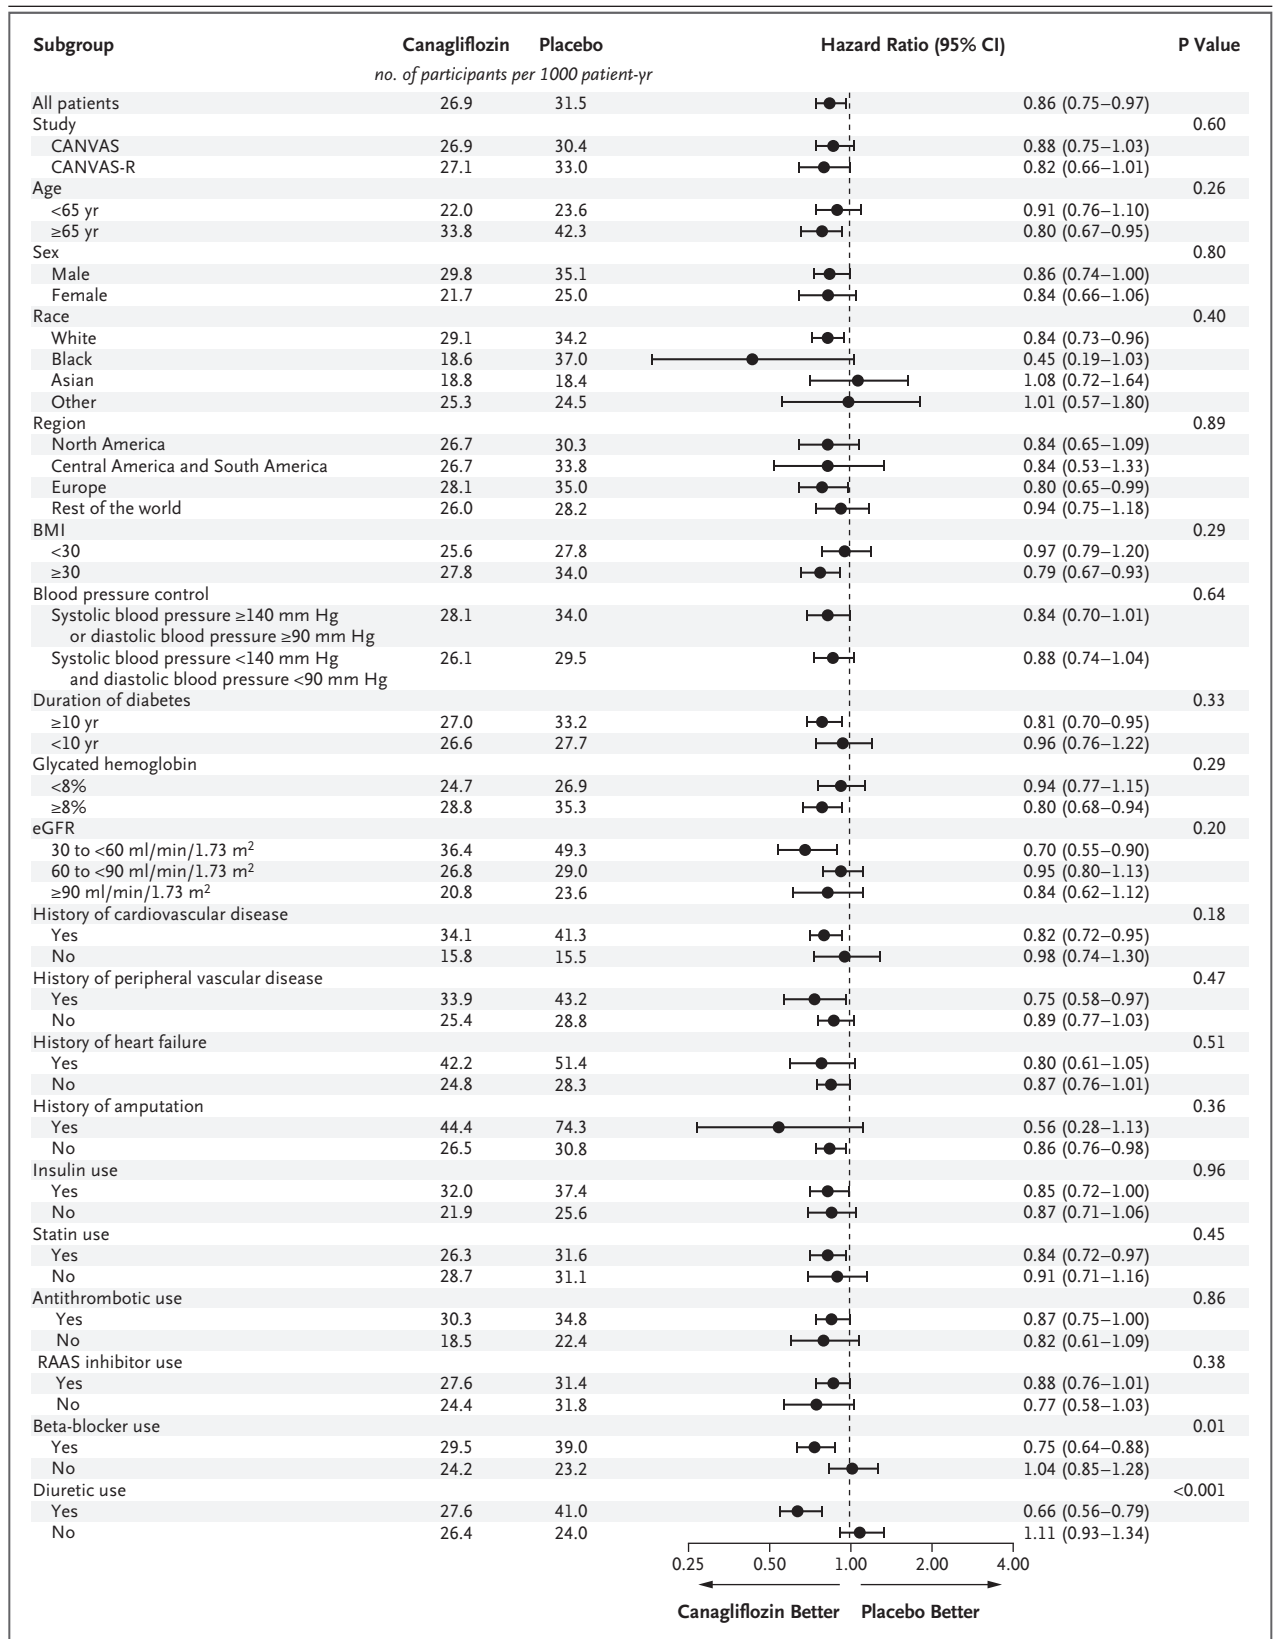 Subgroup Canagliflozin Placebo Hazard Ratio (95% CI) P Value
no. of participants per 1000 patient-yr
All patients 26.9 31.5 0.86 (0.75–0.97)
Study 0.60
CANVAS 26.9 30.4 0.88 (0.75–1.03)
CANVAS-R 27.1 33.0 0.82 (0.66–1.01)
Age 0.26
<65 yr 22.0 23.6 0.91 (0.76–1.10)
≥65 yr 33.8 42.3 0.80 (0.67–0.95)
Sex 0.80
Male 29.8 35.1 0.86 (0.74–1.00)
Female 21.7 25.0 0.84 (0.66–1.06)
Race 0.40
White 29.1 34.2 0.84 (0.73–0.96)
Black 18.6 37.0 0.45 (0.19–1.03)
Asian 18.8 18.4 1.08 (0.72–1.64)
Other 25.3 24.5 1.01 (0.57–1.80)
Region 0.89
North America 26.7 30.3 0.84 (0.65–1.09)
Central America and South America 26.7 33.8 0.84 (0.53–1.33)
Europe 28.1 35.0 0.80 (0.65–0.99)
Rest of the world 26.0 28.2 0.94 (0.75–1.18)
BMI 0.29
<30 25.6 27.8 0.97 (0.79–1.20)
≥30 27.8 34.0 0.79 (0.67–0.93)
Blood pressure control 0.64
Systolic blood pressure ≥140 mm Hg 28.1 34.0 0.84 (0.70–1.01)
or diastolic blood pressure ≥90 mm Hg
Systolic blood pressure <140 mm Hg 26.1 29.5 0.88 (0.74–1.04)
and diastolic blood pressure <90 mm Hg
Duration of diabetes 0.33
≥10 yr 27.0 33.2 0.81 (0.70–0.95)
<10 yr 26.6 27.7 0.96 (0.76–1.22)
Glycated hemoglobin 0.29
<8% 24.7 26.9 0.94 (0.77–1.15)
≥8% 28.8 35.3 0.80 (0.68–0.94)
eGFR 0.20
30 to <60 ml/min/1.73 m² 36.4 49.3 0.70 (0.55–0.90)
60 to <90 ml/min/1.73 m² 26.8 29.0 0.95 (0.80–1.13)
≥90 ml/min/1.73 m² 20.8 23.6 0.84 (0.62–1.12)
History of cardiovascular disease 0.18
Yes 34.1 41.3 0.82 (0.72–0.95)
No 15.8 15.5 0.98 (0.74–1.30)
History of peripheral vascular disease 0.47
Yes 33.9 43.2 0.75 (0.58–0.97)
No 25.4 28.8 0.89 (0.77–1.03)
History of heart failure 0.51
Yes 42.2 51.4 0.80 (0.61–1.05)
No 24.8 28.3 0.87 (0.76–1.01)
History of amputation 0.36
Yes 44.4 74.3 0.56 (0.28–1.13)
No 26.5 30.8 0.86 (0.76–0.98)
Insulin use 0.96
Yes 32.0 37.4 0.85 (0.72–1.00)
No 21.9 25.6 0.87 (0.71–1.06)
Statin use 0.45
Yes 26.3 31.6 0.84 (0.72–0.97)
No 28.7 31.1 0.91 (0.71–1.16)
Antithrombotic use 0.86
Yes 30.3 34.8 0.87 (0.75–1.00)
No 18.5 22.4 0.82 (0.61–1.09)
RAAS inhibitor use 0.38
Yes 27.6 31.4 0.88 (0.76–1.01)
No 24.4 31.8 0.77 (0.58–1.03)
Beta-blocker use 0.01
Yes 29.5 39.0 0.75 (0.64–0.88)
No 24.2 23.2 1.04 (0.85–1.28)
Diuretic use <0.001
Yes 27.6 41.0 0.66 (0.56–0.79)
No 26.4 24.0 1.11 (0.93–1.34)
0.25 0.50 1.00 2.00 4.00
Canagliflozin Better Placebo Better